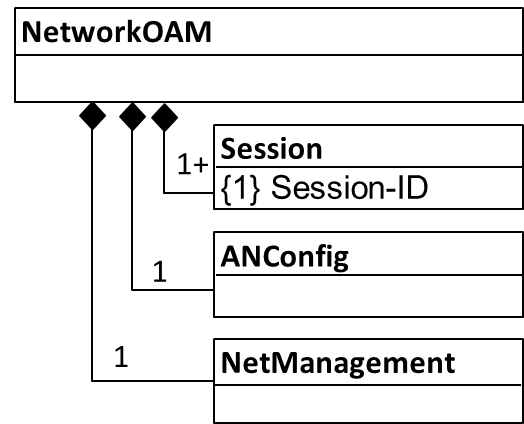 NetworkOAM
1+
Session
{1} Session-ID
1
ANConfig
1
NetManagement